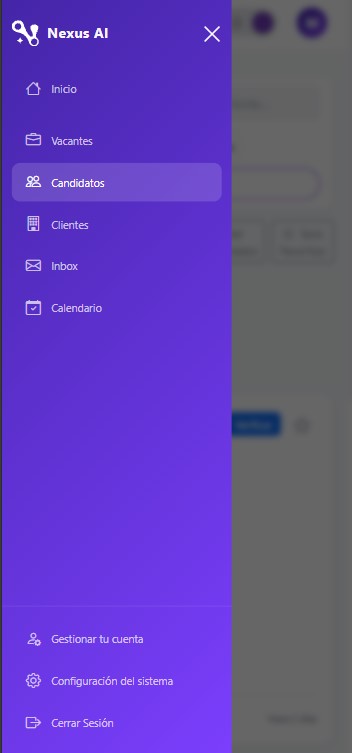 Nexus AI
Inicio
Vacantes
Candidatos
Clientes
Inbox
Calendario
Gestionar tu cuenta
Configuración del sistema
Cerrar Sesión